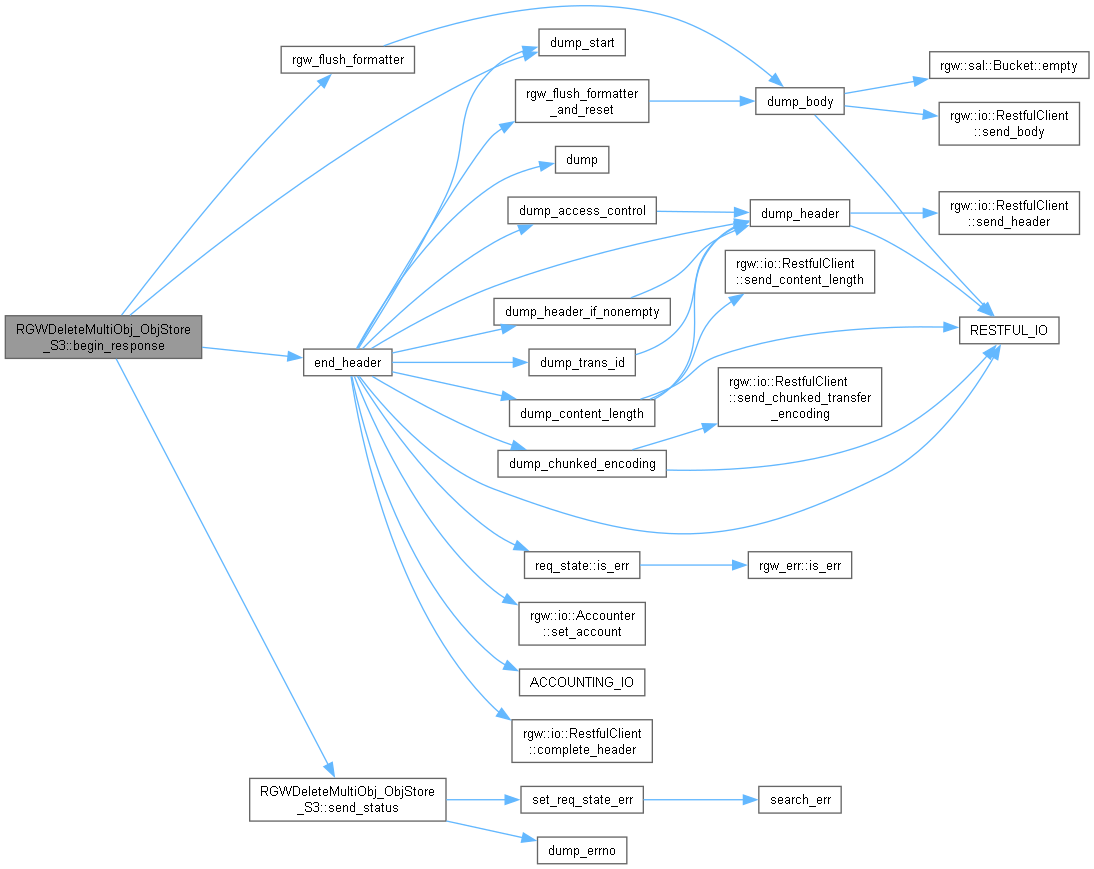 RGWDeleteMultiObj_ObjStore
_S3::begin_response
rgw_flush_formatter
end_header
RGWDeleteMultiObj_ObjStore
_S3::send_status
dump_start
rgw_flush_formatter
_and_reset
dump
dump_access_control
dump_header_if_nonempty
dump_trans_id
dump_content_length
dump_chunked_encoding
req_state::is_err
rgw::io::Accounter
::set_account
ACCOUNTING_IO
rgw::io::RestfulClient
::complete_header
set_req_state_err
dump_errno
dump_body
dump_header
rgw::io::RestfulClient
::send_content_length
rgw::io::RestfulClient
::send_chunked_transfer
_encoding
rgw_err::is_err
search_err
rgw::sal::Bucket::empty
rgw::io::RestfulClient
::send_body
rgw::io::RestfulClient
::send_header
RESTFUL_IO